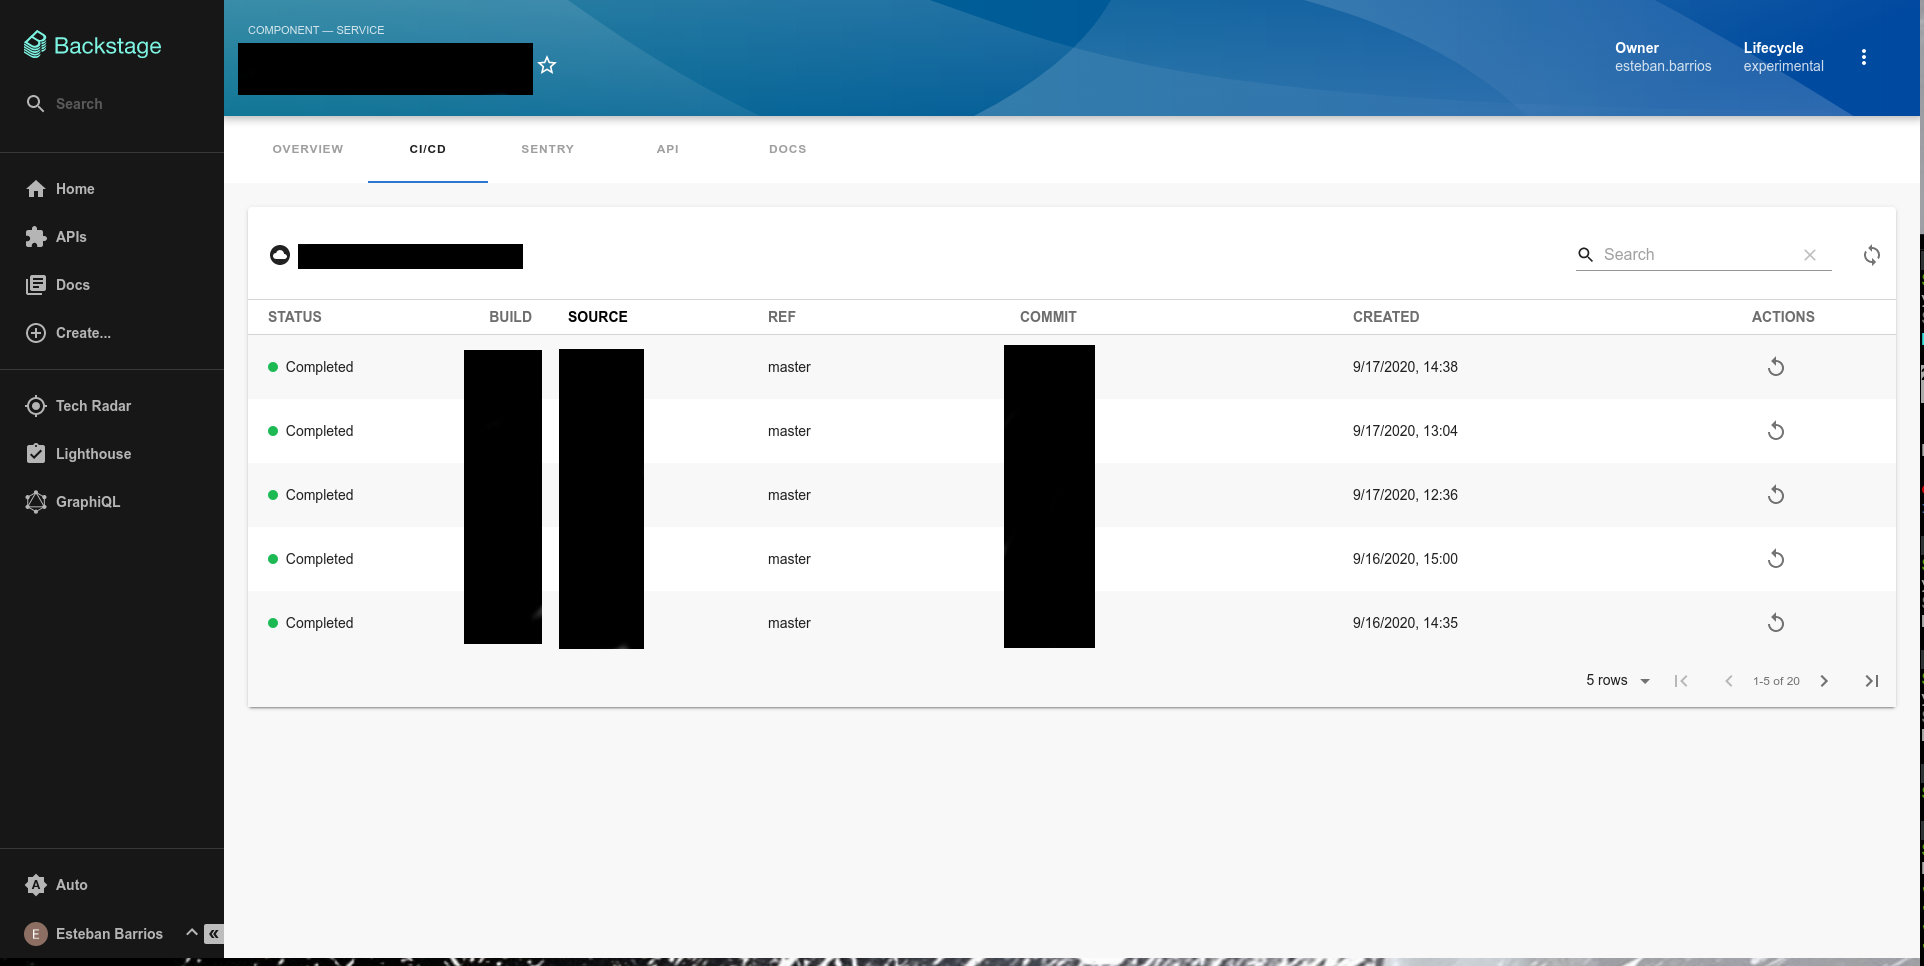 Backstage
Search
Home
APIs
Docs
Create...
Tech Radar
Lighthouse
GraphiQL
A Auto
E Esteban Barrios
«
COMPONENT — SERVICE
Owner
esteban.barrios
Lifecycle
experimental
OVERVIEW CI/CD SENTRY API DOCS
Search
STATUS BUILD SOURCE REF COMMIT CREATED ACTIONS
Completed master 9/17/2020, 14:38
Completed master 9/17/2020, 13:04
Completed master 9/17/2020, 12:36
Completed master 9/16/2020, 15:00
Completed master 9/16/2020, 14:35
5 rows 1-5 of 20